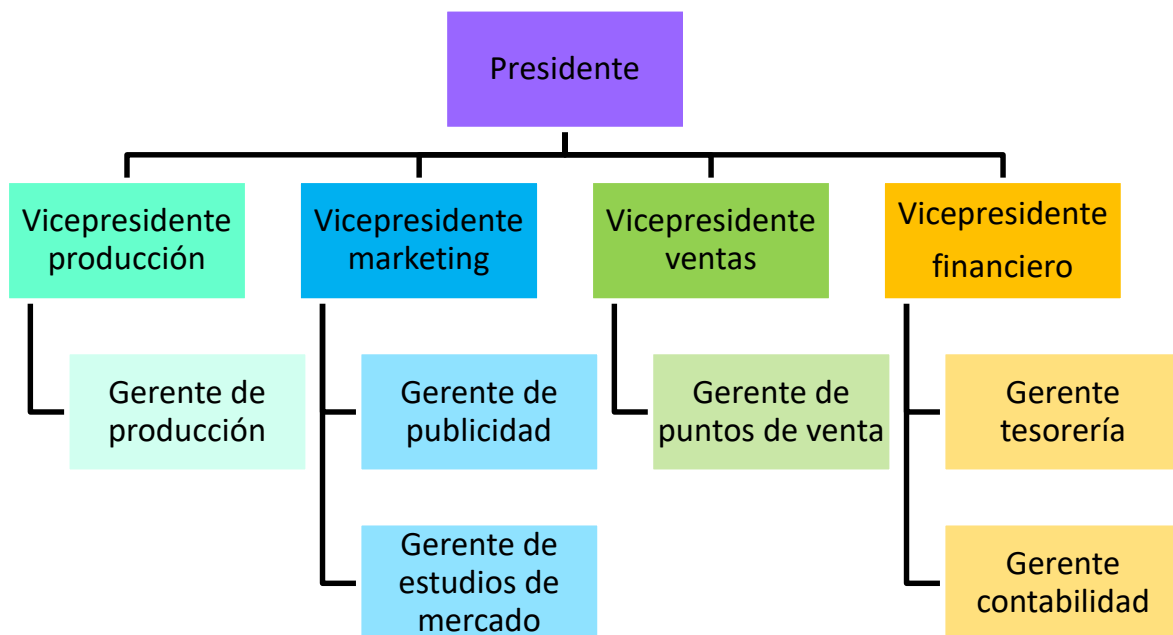 Presidente
Vicepresidente
producción
Vicepresidente
marketing
Vicepresidente
ventas
Vicepresidente
financiero
Gerente de
producción
Gerente de
publicidad
Gerente de
puntos de venta
Gerente
tesorería
Gerente de
estudios de
mercado
Gerente
contabilidad